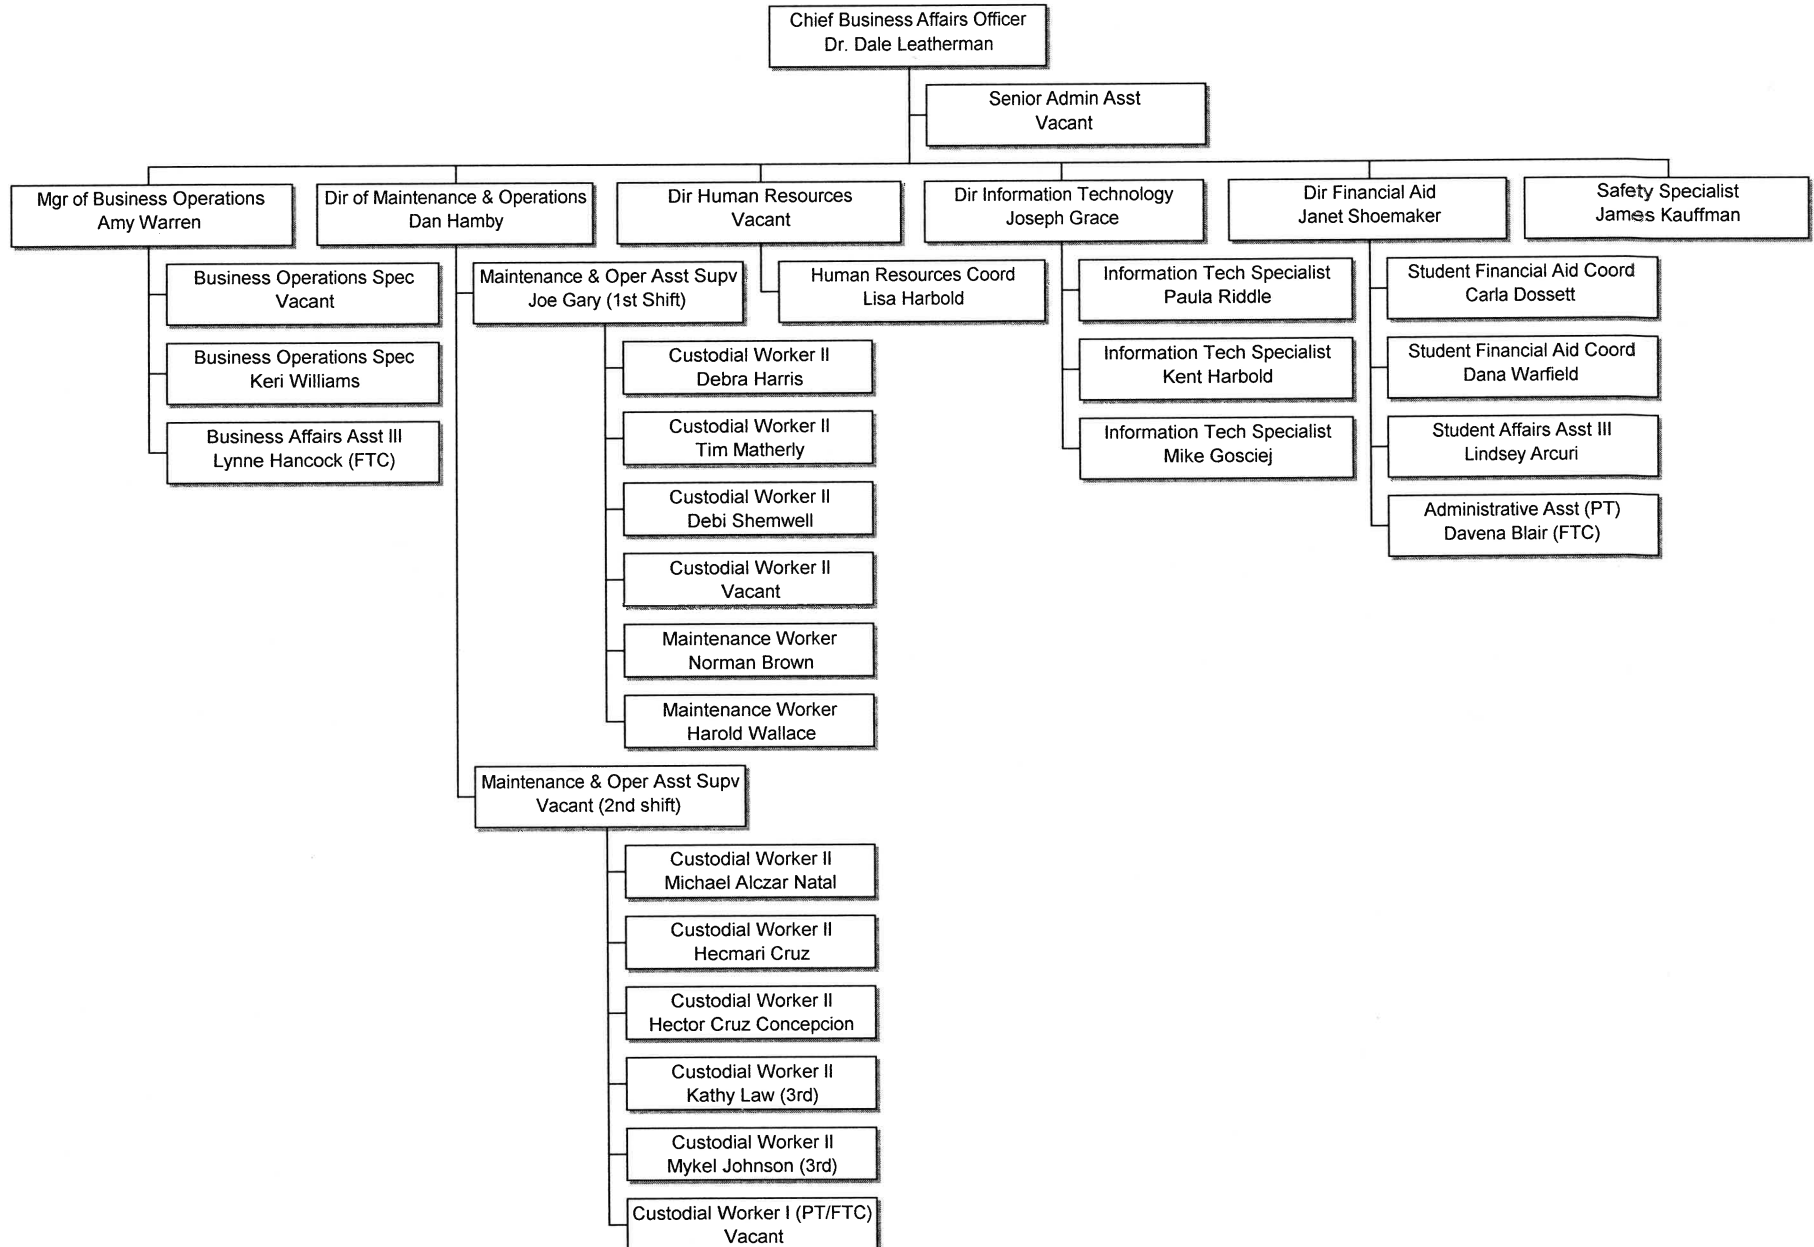 Chief Business Affairs Officer
Dr. Dale Leatherman
Senior Admin Asst
Vacant
Mgr of Business Operations
Amy Warren
Business Operations Spec
Vacant
Business Operations Spec
Keri Williams
Business Affairs Asst III
Lynne Hancock (FTC)
Dir of Maintenance & Operations
Dan Hamby
Maintenance & Oper Asst Supv
Joe Gary (1st Shift)
Custodial Worker II
Debra Harris
Custodial Worker II
Tim Matherly
Custodial Worker II
Debi Shemwell
Custodial Worker II
Vacant
Maintenance Worker
Norman Brown
Maintenance Worker
Harold Wallace
Maintenance & Oper Asst Supv
Vacant (2nd shift)
Custodial Worker II
Michael Alczar Natal
Custodial Worker II
Hecmari Cruz
Custodial Worker II
Hector Cruz Concepcion
Custodial Worker II
Kathy Law (3rd)
Custodial Worker II
Mykel Johnson (3rd)
Custodial Worker I (PT/FTC)
Vacant
Dir Human Resources
Vacant
Human Resources Coord
Lisa Harbold
Dir Information Technology
Joseph Grace
Information Tech Specialist
Paula Riddle
Information Tech Specialist
Kent Harbold
Information Tech Specialist
Mike Gosciej
Dir Financial Aid
Janet Shoemaker
Student Financial Aid Coord
Carla Dossett
Student Financial Aid Coord
Dana Warfield
Student Affairs Asst III
Lindsey Arcuri
Administrative Asst (PT)
Davena Blair (FTC)
Safety Specialist
James Kauffman